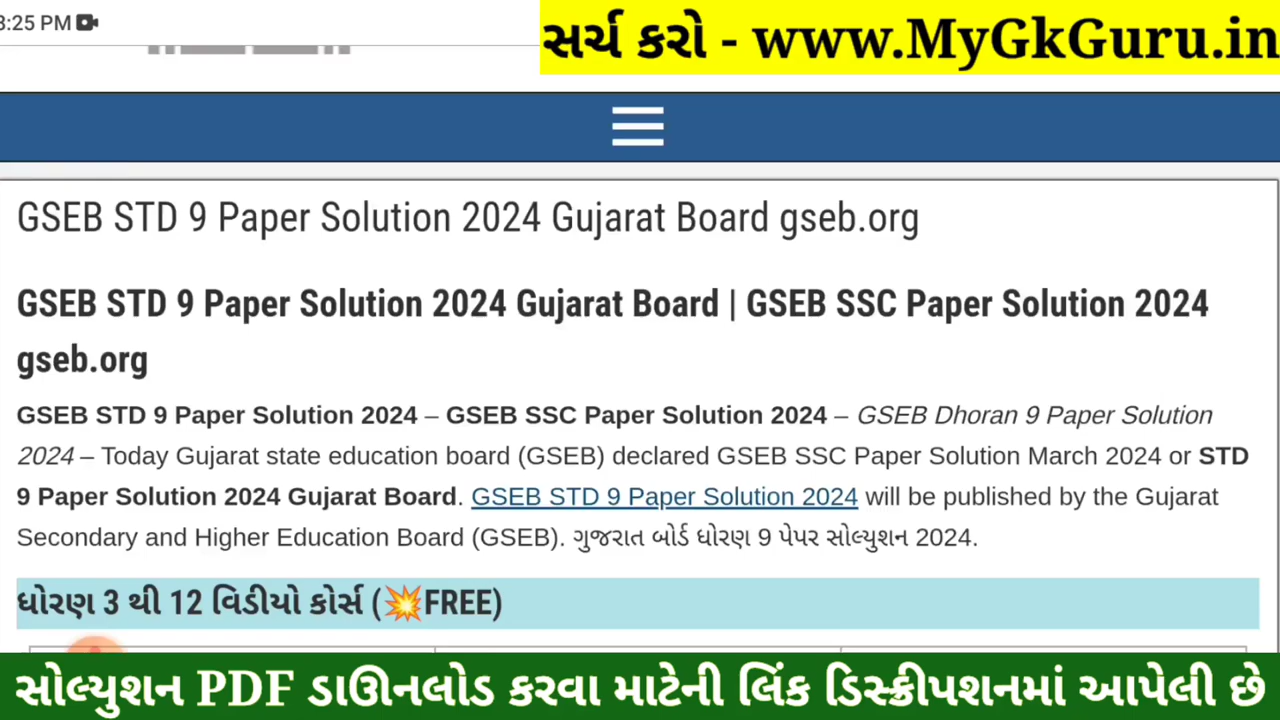 3:25 PM
સર્ચ કરો - www.MyGkGuru.in
GSEB STD 9 Paper Solution 2024 Gujarat Board gseb.org
GSEB STD 9 Paper Solution 2024 Gujarat Board | GSEB SSC Paper Solution 2024
gseb.org
GSEB STD 9 Paper Solution 2024 – GSEB SSC Paper Solution 2024 – GSEB Dhoran 9 Paper Solution
2024 – Today Gujarat state education board (GSEB) declared GSEB SSC Paper Solution March 2024 or STD
9 Paper Solution 2024 Gujarat Board. GSEB STD 9 Paper Solution 2024 will be published by the Gujarat
Secondary and Higher Education Board (GSEB). ગુજરાત બોર્ડ ધોરણ 9 પેપર સોલ્યુશન 2024.
ધોરણ 3 થી 12 વિડીયો કોર્સ (💥FREE)
સોલ્યુશન PDF ડાઊનલોડ કરવા માટેની લિંક ડિસ્ક્રીપશનમાં આપેલી છે